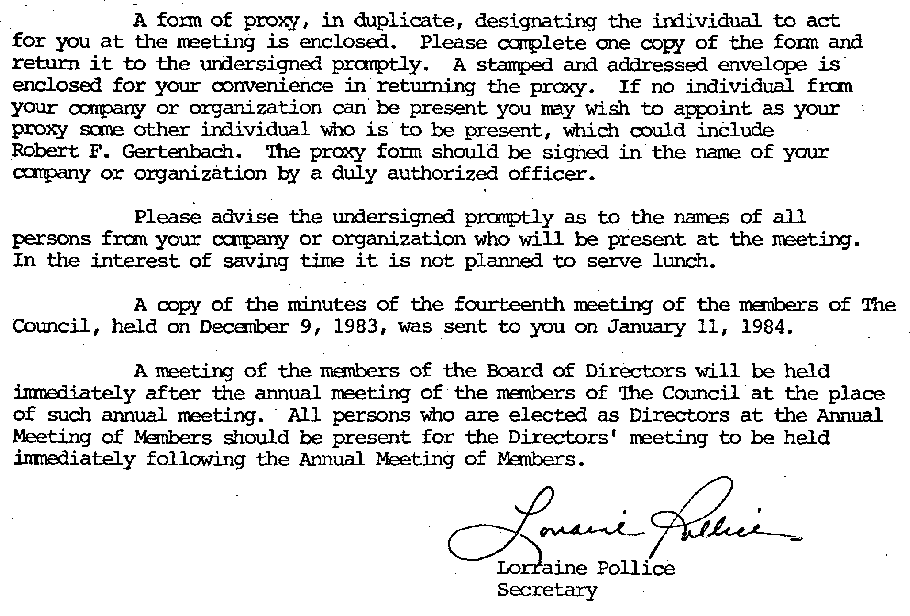 A form of proxy, in duplicate, designating the individual to act
for you at the meeting is enclosed. Please complete one copy of the form and
return it to the undersigned promptly. A stamped and addressed envelope is
enclosed for your convenience in returning the proxy. If no individual from
your company or organization can be present you may wish to appoint as your
proxy some other individual who is to be present, which could include
Robert F. Gertenbach. The proxy form should be signed in the name of your
company or organization by a duly authorized officer.
Please advise the undersigned promptly as to the names of all
persons from your company or organization who will be present at the meeting.
In the interest of saving time it is not planned to serve lunch.
A copy of the minutes of the fourteenth meeting of the members of The
Council, held on December 9, 1983, was sent to you on January 11, 1984.
A meeting of the members of the Board of Directors will be held
immediately after the annual meeting of the members of The Council at the place
of such annual meeting. All persons who are elected as Directors at the Annual
Meeting of Members should be present for the Directors' meeting to be held
immediately following the Annual Meeting of Members.
Lorraine Pollice
Lorraine Pollice
Secretary